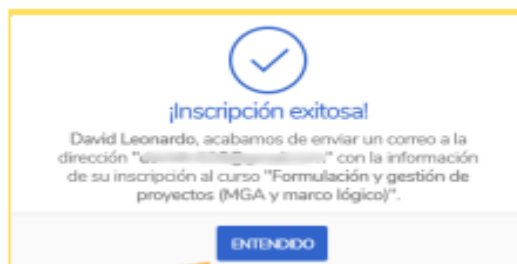 ¡Inscripción exitosa!
David Leonardo, acabamos de enviar un correo a la
dirección "" con la información
de su inscripción al curso "Formulación y gestión de
proyectos (MGA y marco lógico)".
ENTENDIDO